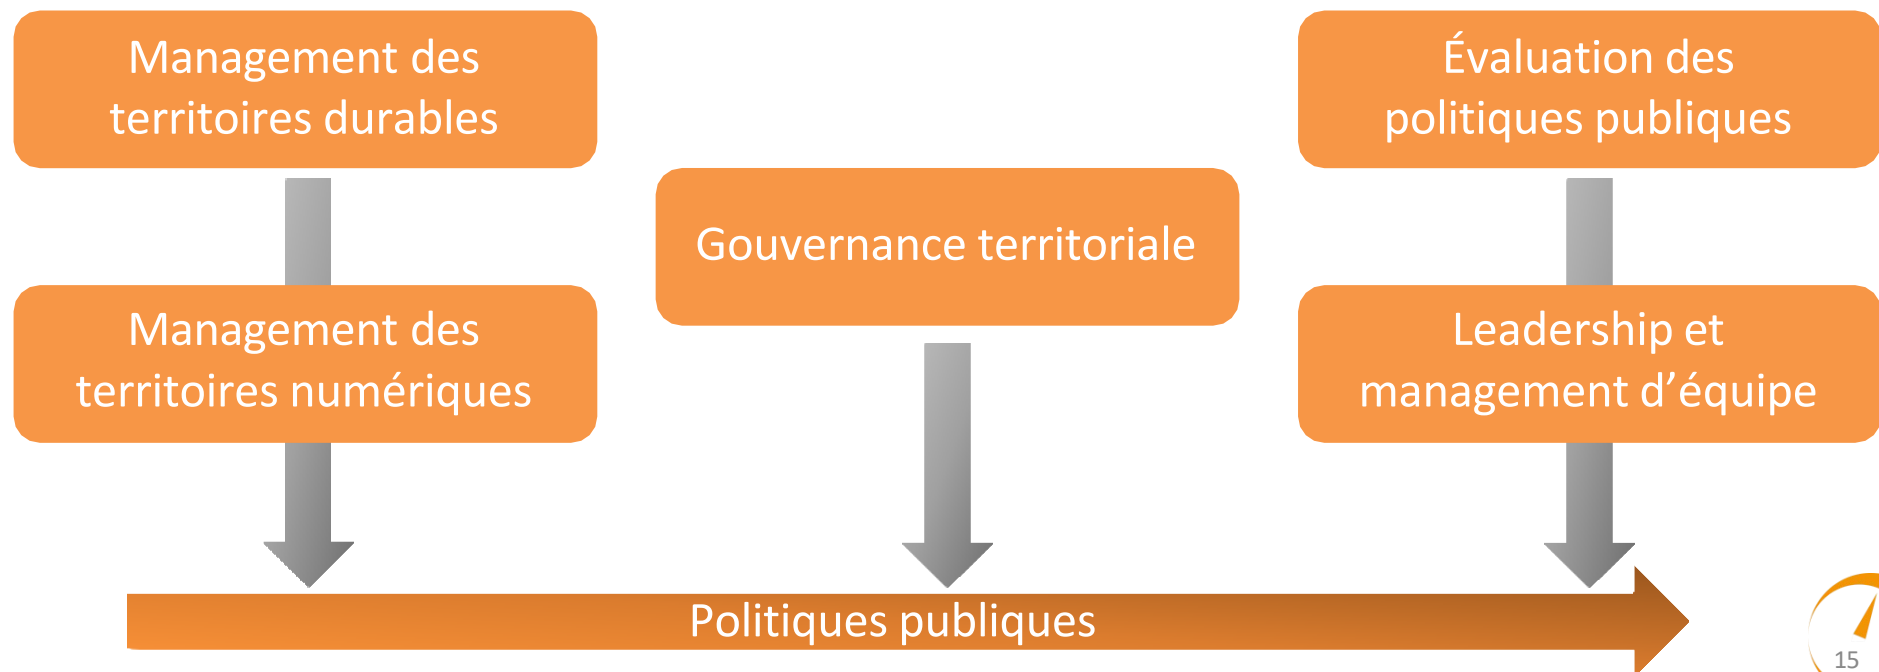 Management des
territoires durables
Management des
territoires numériques
Gouvernance territoriale
Évaluation des
politiques publiques
Leadership et
management d’équipe
Politiques publiques
15